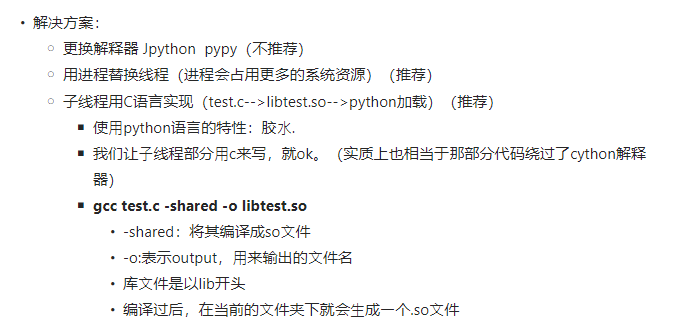 解决方案：
更换解释器 Jpython pypy（不推荐）
用进程替换线程（进程会占用更多的系统资源）（推荐）
子线程用C语言实现（test.c-->libtest.so-->python加载）（推荐）
使用python语言的特性：胶水.
我们让子线程部分用c来写，就ok。（实质上也相当于那部分代码绕过了cython解释
器）
gcc test.c -shared -o libtest.so
-shared：将其编译成so文件
-o:表示output，用来输出的文件名
库文件是以lib开头
编译过后，在当前的文件夹下就会生成一个.so文件